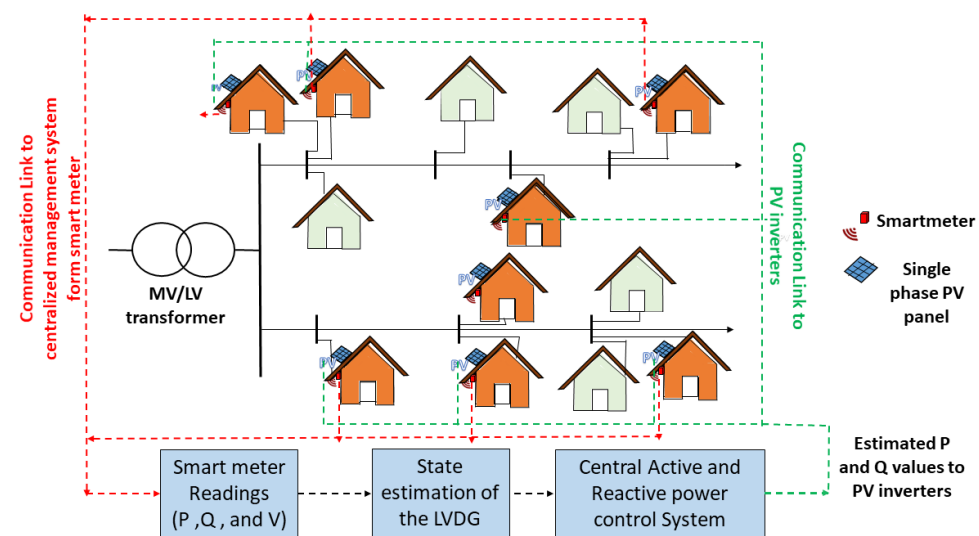 Communication Link to
centralized management system
form smart meter
PV
PV
PV
PV
PV
PV
PV
PV
MV/LV
transformer
Communication Link to
PV inverters
Smartmeter
Single
phase PV
panel
Smart meter
Readings
(P ,Q , and V)
State
estimation of
the LVDG
Central Active and
Reactive power
control System
Estimated P
and Q values to
PV inverters